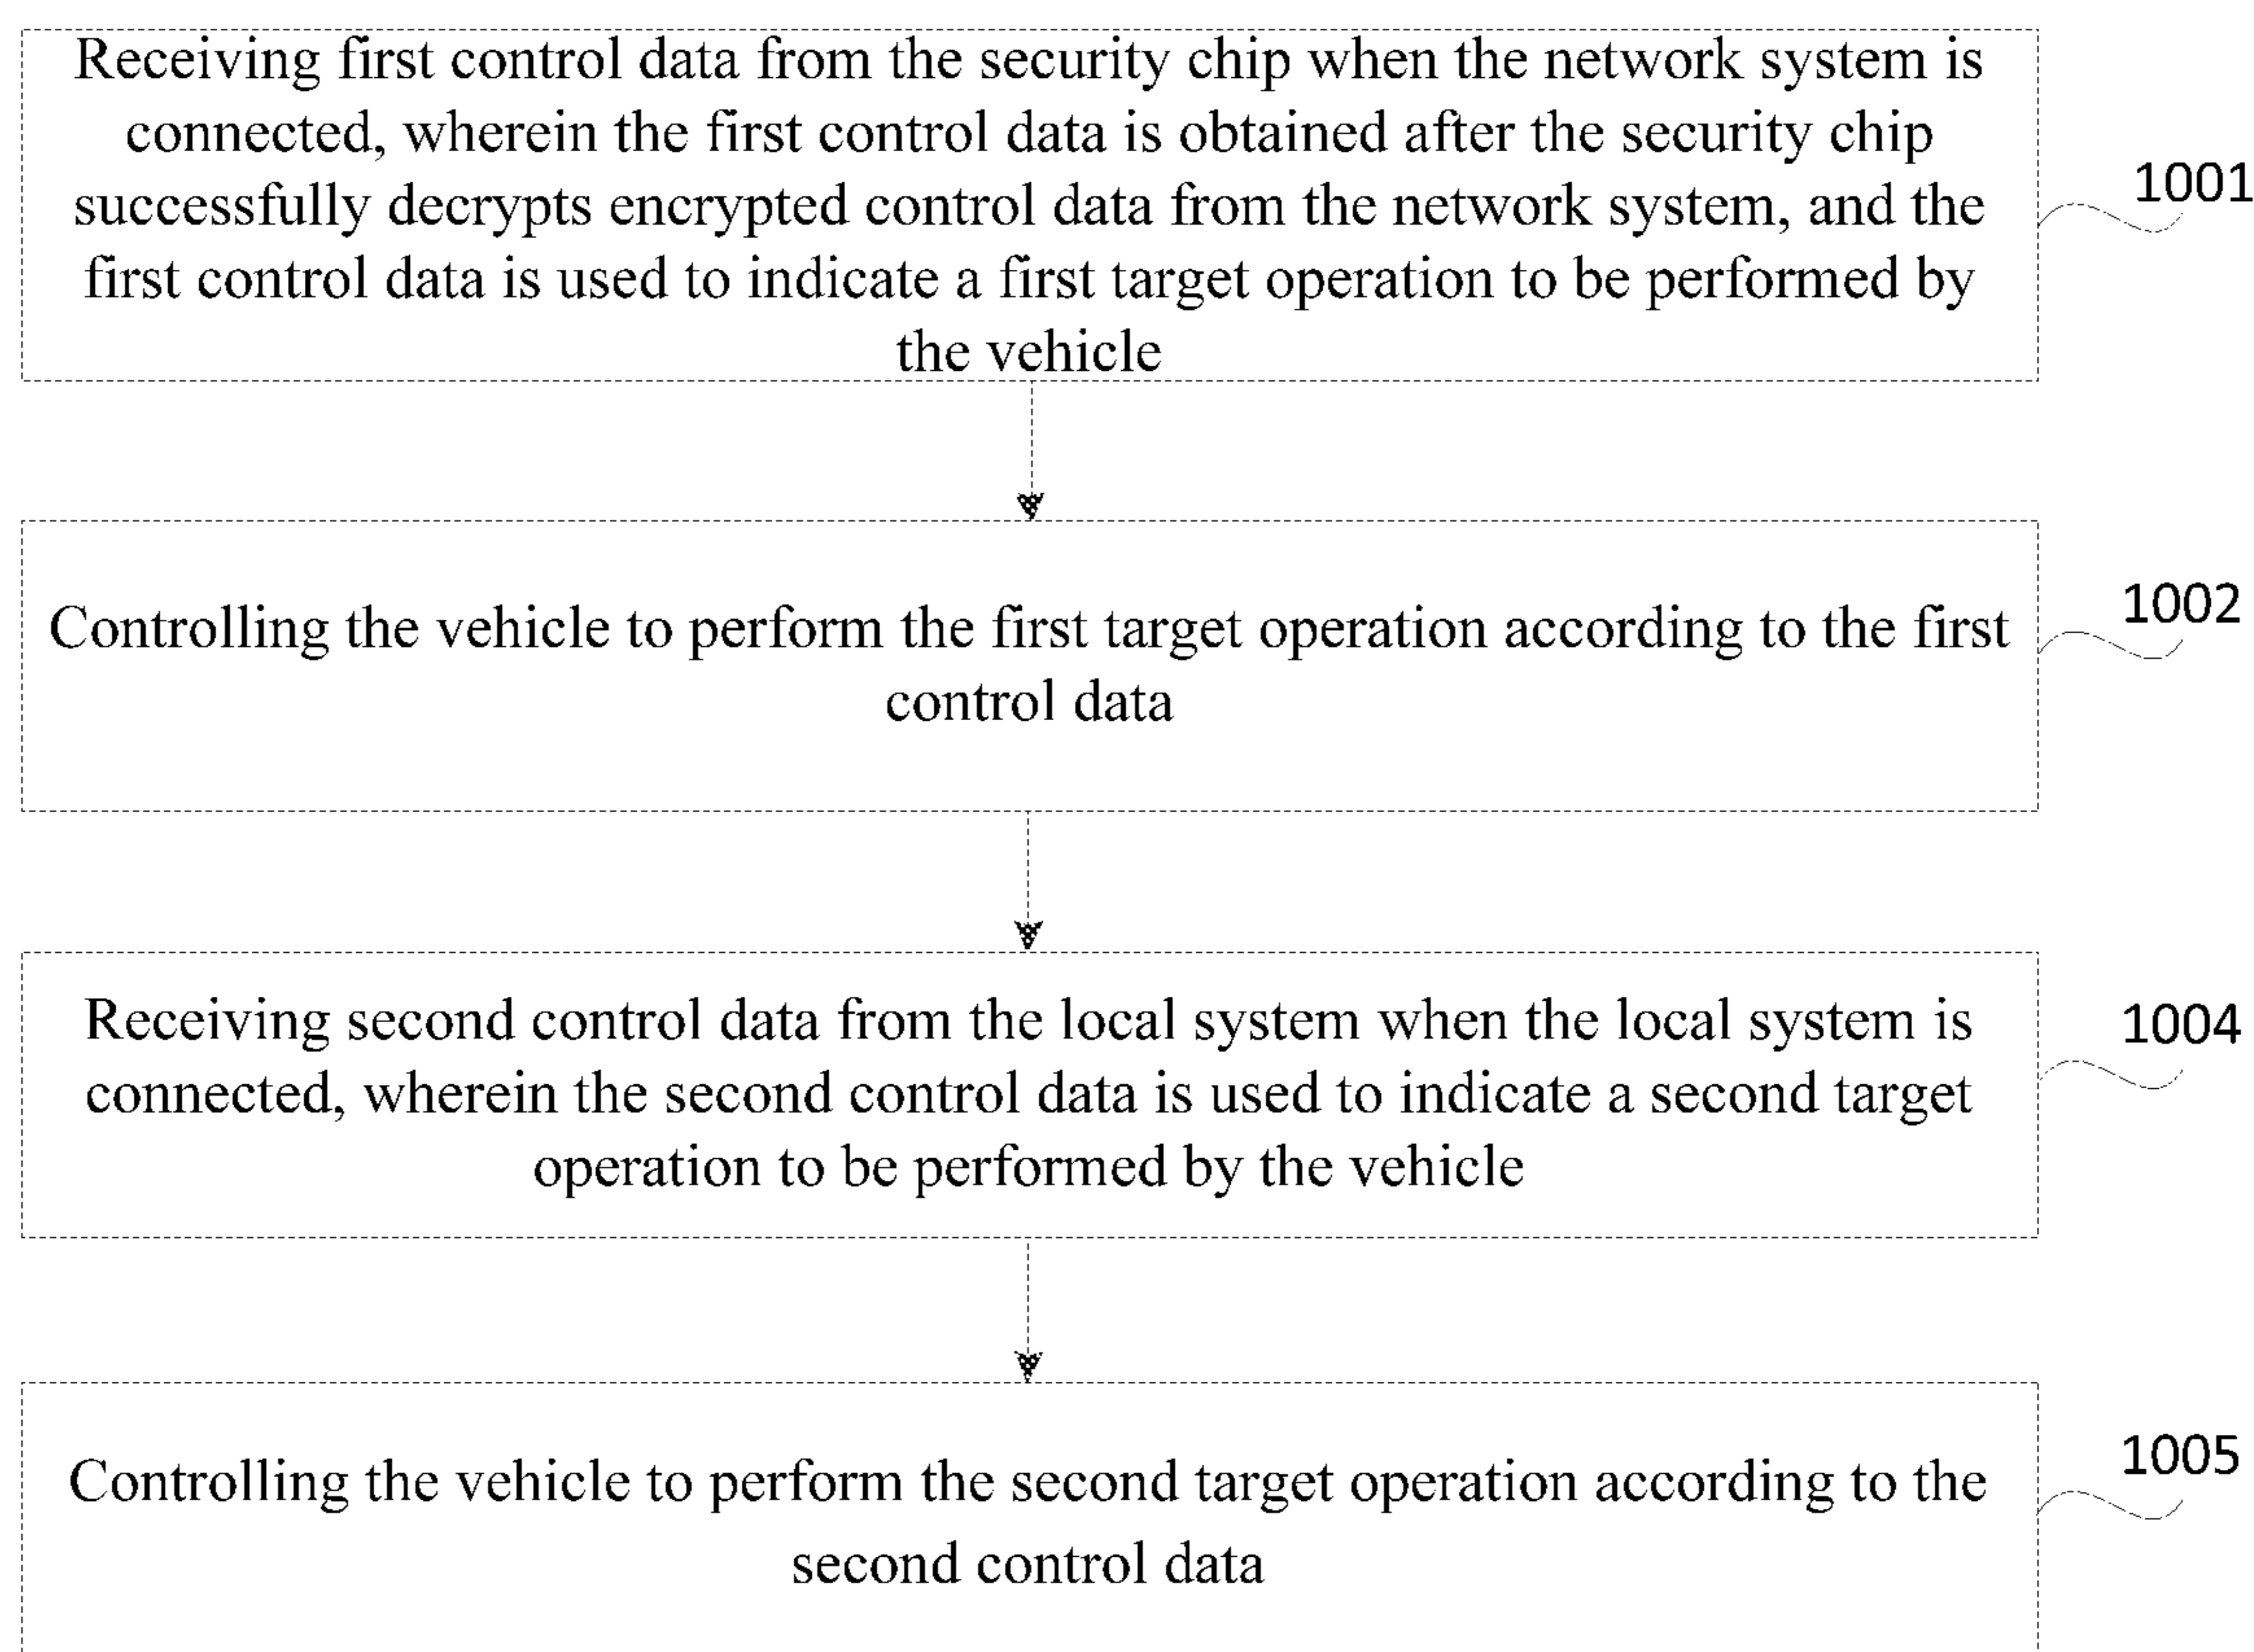 Receiving first control data from the security chip when the network system is
connected, wherein the first control data is obtained after the security chip
successfully decrypts encrypted control data from the network system, and the
first control data is used to indicate a first target operation to be performed by
the vehicle
1001
Controlling the vehicle to perform the first target operation according to the first
control data
1002
Receiving second control data from the local system when the local system is
connected, wherein the second control data is used to indicate a second target
operation to be performed by the vehicle
1004
Controlling the vehicle to perform the second target operation according to the
second control data
1005